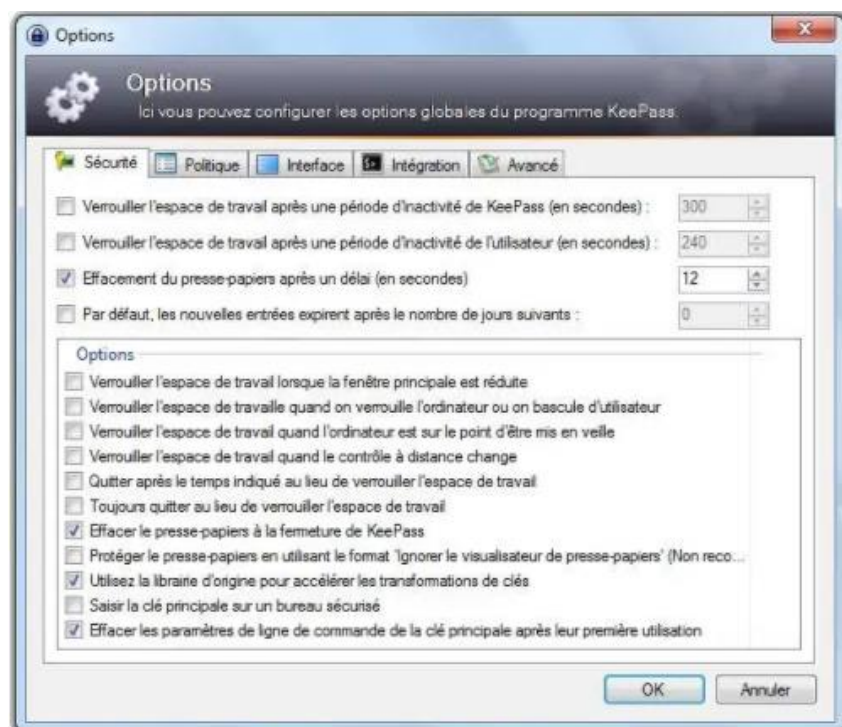 Options
Options
Ici vous pouvez configurer les options globales du programme KeePass.
Sécurité Politique Interface Intégration Avancé
Verrouiller l'espace de travail après une période d'inactivité de KeePass (en secondes) : 300
Verrouiller l'espace de travail après une période d'inactivité de l'utilisateur (en secondes) : 240
Effacement du presse-papiers après un délai (en secondes) 12
Par défaut, les nouvelles entrées expirent après le nombre de jours suivants : 0
Options
Verrouiller l'espace de travail lorsque la fenêtre principale est réduite
Verrouiller l'espace de travaille quand on verrouille l'ordinateur ou on bascule d'utilisateur
Verrouiller l'espace de travail quand l'ordinateur est sur le point d'être mis en veille
Verrouiller l'espace de travail quand le contrôle à distance change
Quitter après le temps indiqué au lieu de verrouiller l'espace de travail
Toujours quitter au lieu de verrouiller l'espace de travail
Effacer le presse-papiers à la fermeture de KeePass
Protéger le presse-papiers en utilisant le format 'Ignorer le visualisateur de presse-papiers' (Non reco...
Utilisez la librairie d'origine pour accélérer les transformations de clés
Saisir la clé principale sur un bureau sécurisé
Effacer les paramètres de ligne de commande de la clé principale après leur première utilisation
OK Annuler